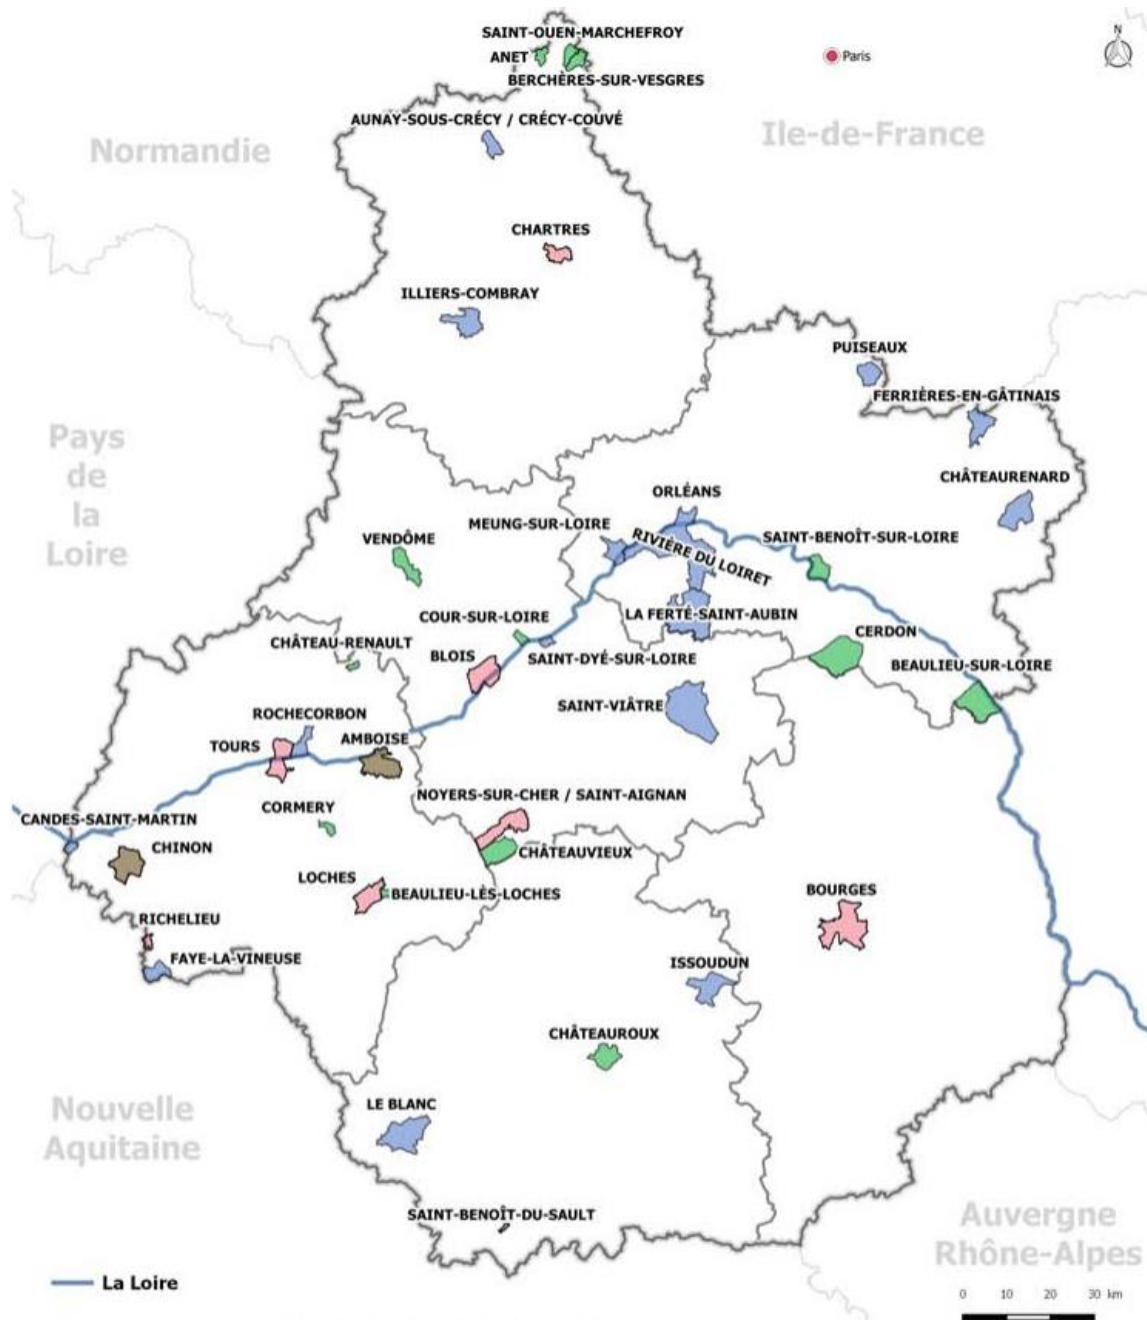 SAINT-OUEN-MARCHEFROY
N
ANET
Paris
BERCHÈRES-SUR-VESGRES
AUNAY-SOUS-CRÉCY / CRÉCY-COUVÉ
Normandie
Ile-de-France
CHARTRES
ILLIERS-COMBRAY
PUISEAUX
FERRIÈRES-EN-GÂTINAIS
Pays
de
la
Loire
CHÂTEAURENARD
ORLÉANS
MEUNG-SUR-LOIRE
VENDÔME
RIVIÈRE DU LOIRET
SAINT-BENOÎT-SUR-LOIRE
COUR-SUR-LOIRE
LA FERTÉ-SAINT-AUBIN
CERDON
CHÂTEAU-RENAULT
BLOIS
SAINT-DYÉ-SUR-LOIRE
BEAULIEU-SUR-LOIRE
SAINT-VIÂTRE
ROCHECORBON
TOURS
AMBOISE
NOYERS-SUR-CHER / SAINT-AIGNAN
CORMERY
CANDES-SAINT-MARTIN
CHINON
CHÂTEAUVIEUX
LOCHES
BEAULIEU-LÈS-LOCHES
BOURGES
RICHELIEU
FAYE-LA-VINEUSE
ISSOUDUN
CHÂTEAUROUX
LE BLANC
Nouvelle
Aquitaine
SAINT-BENOÎT-DU-SAULT
Auvergne
Rhône-Alpes
La Loire
0 10 20 30 km